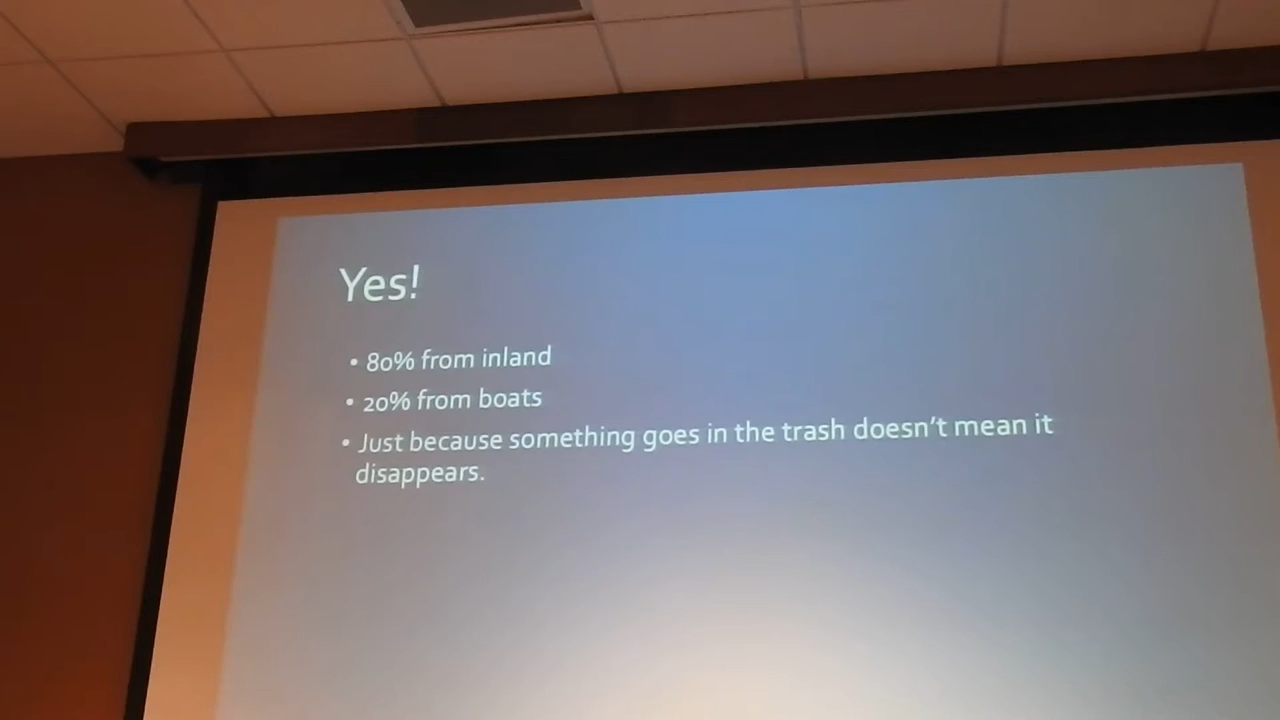 Yes!
• 80% from inland
• 20% from boats
• Just because something goes in the trash doesn't mean it
disappears.